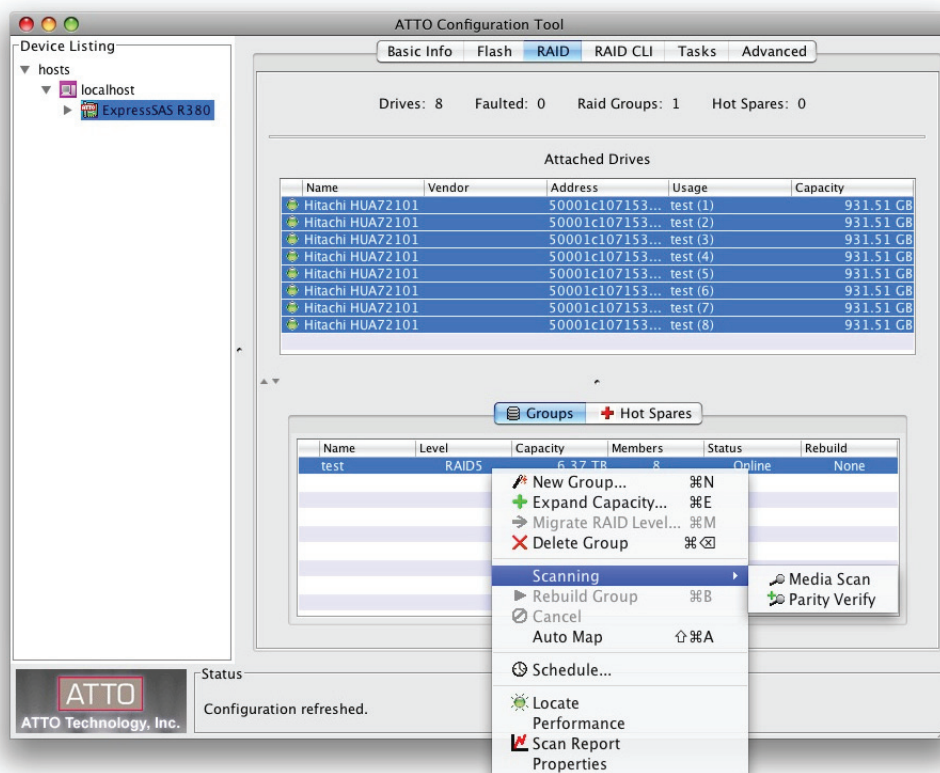 ATTO Configuration Tool
Device Listing
hosts
localhost
ExpressSAS R380
Basic Info Flash RAID RAID CLI Tasks Advanced
Drives: 8 Faulted: 0 Raid Groups: 1 Hot Spares: 0
Attached Drives
Name Vendor Address Usage Capacity
Hitachi HUA72101 50001c107153... test (1) 931.51 GB
Hitachi HUA72101 50001c107153... test (2) 931.51 GB
Hitachi HUA72101 50001c107153... test (3) 931.51 GB
Hitachi HUA72101 50001c107153... test (4) 931.51 GB
Hitachi HUA72101 50001c107153... test (5) 931.51 GB
Hitachi HUA72101 50001c107153... test (6) 931.51 GB
Hitachi HUA72101 50001c107153... test (7) 931.51 GB
Hitachi HUA72101 50001c107153... test (8) 931.51 GB
Groups Hot Spares
Name Level Capacity Members Status Rebuild
test RAID5 6.37 TB 8 Online None
New Group... ⌘N
Expand Capacity... ⌘E
Migrate RAID Level... ⌘M
Delete Group ⌘⌫
Scanning
Media Scan
Rebuild Group ⌘B
Parity Verify
Cancel
Auto Map ⇧⌘A
Schedule...
Locate
Performance
Scan Report
Properties
ATTO
ATTO Technology, Inc.
Status
Configuration refreshed.